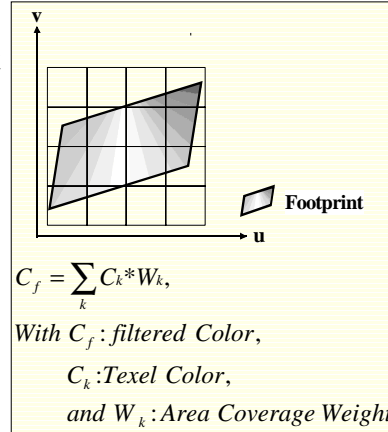 v
Footprint
u
C_f = ∑_k C_k*W_k,
With C_f : filtered Color,
C_k :Texel Color,
and W_k : Area Coverage Weight